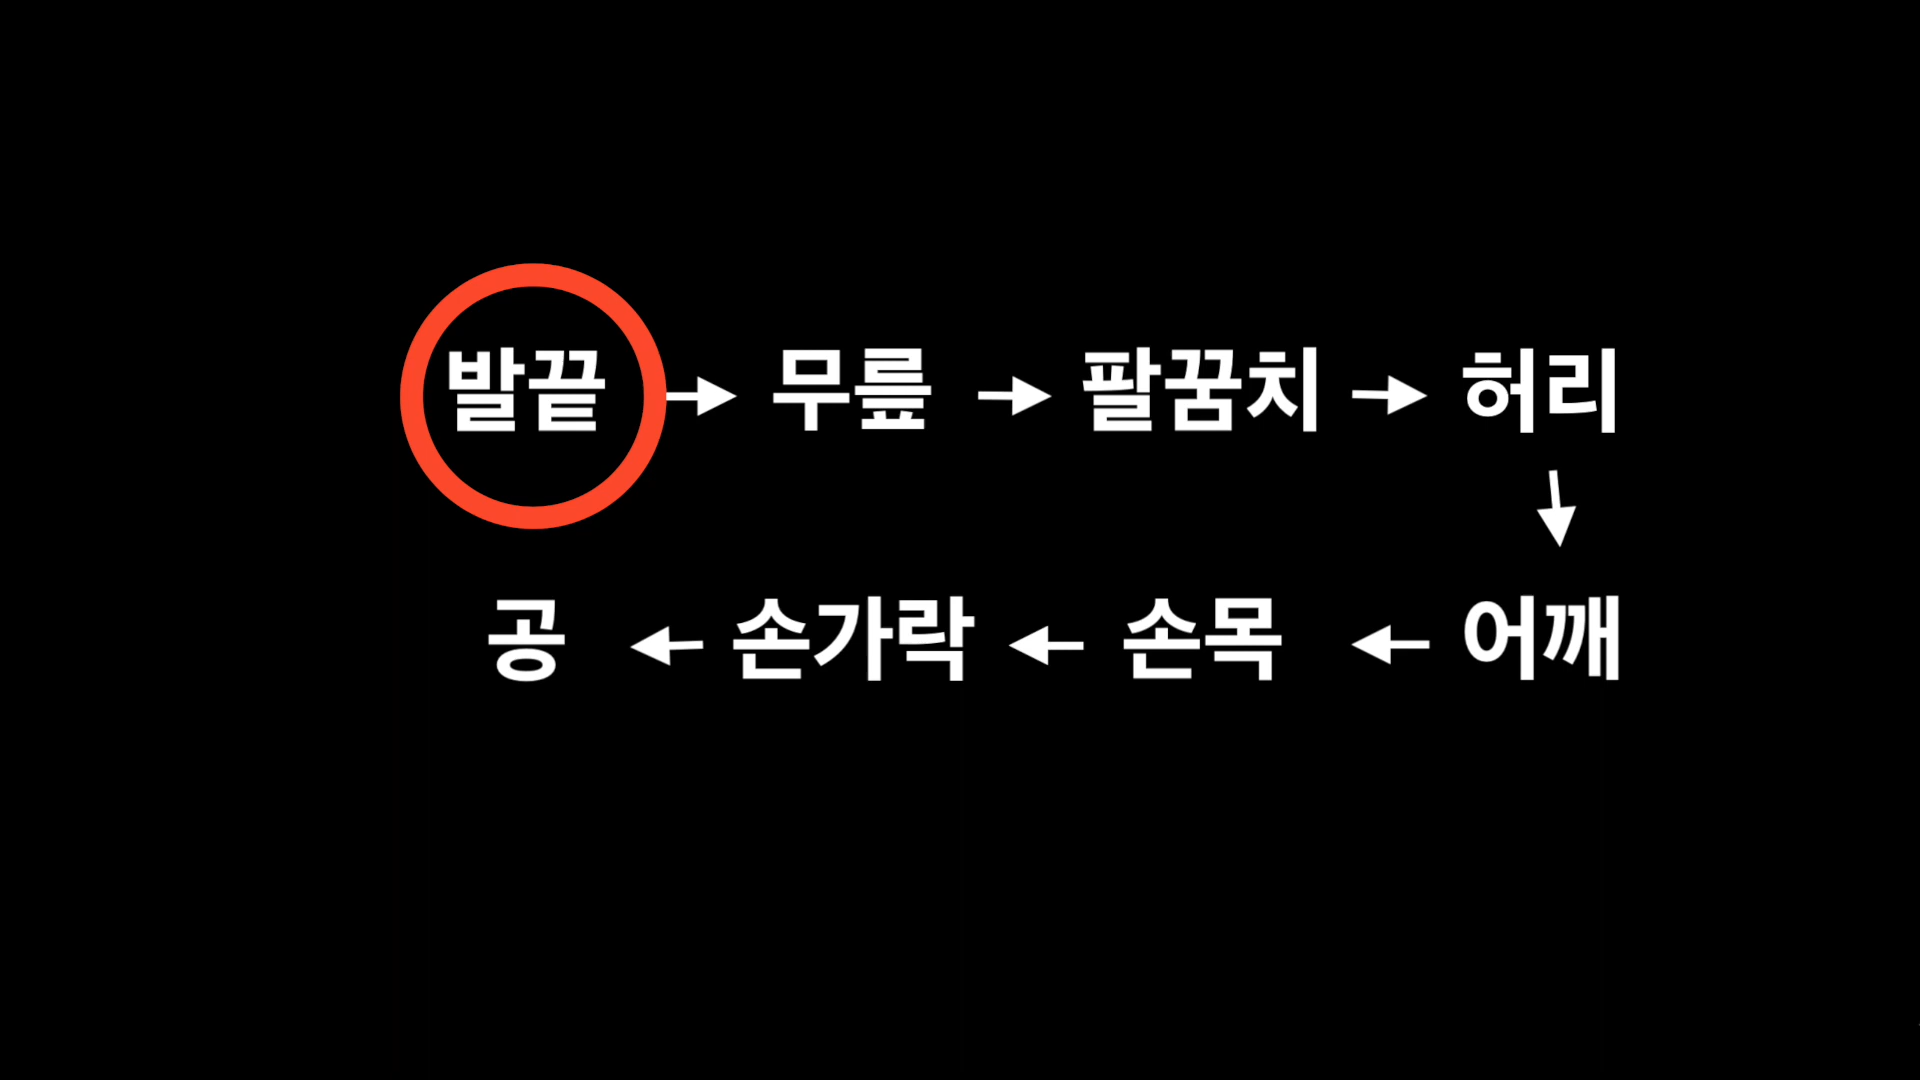 발끝 → 무릎 → 팔꿈치 → 허리
공 ← 손가락 ← 손목 ← 어깨